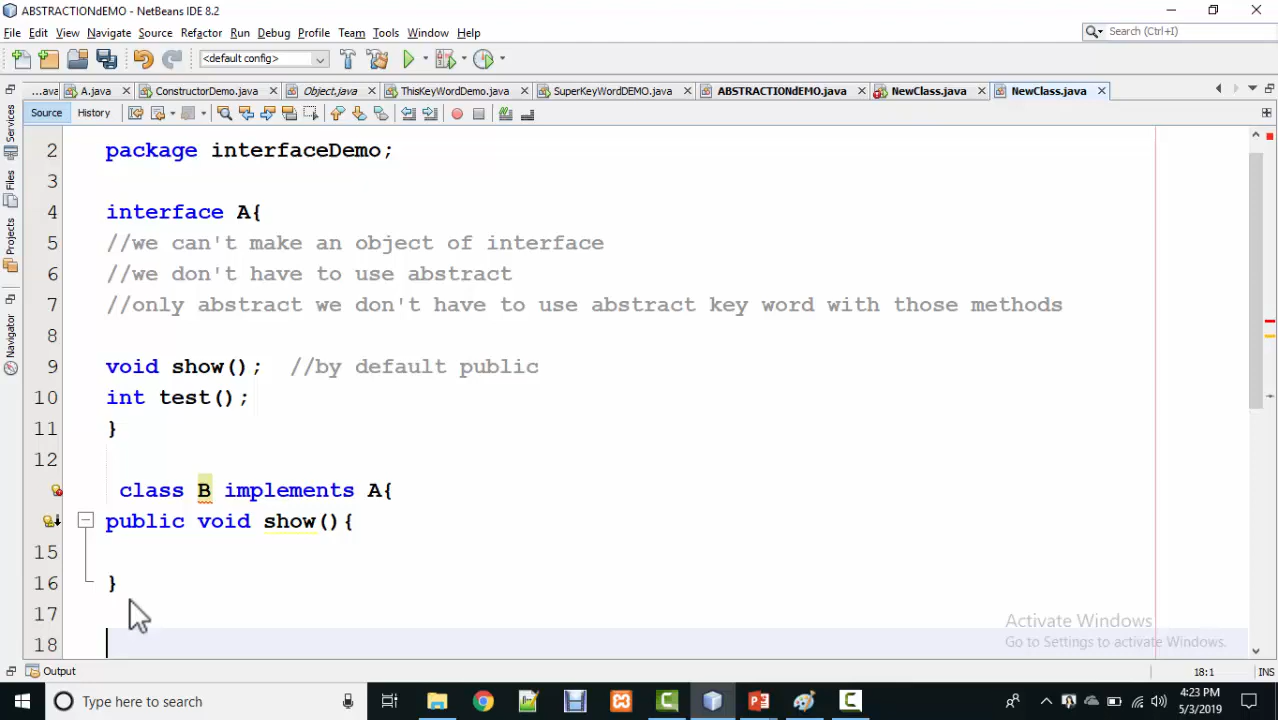 ABSTRACTIONdEMO - NetBeans IDE 8.2
File Edit View Navigate Source Refactor Run Debug Profile Team Tools Window Help
Search (Ctrl+I)
<default config>
...ava A.java ConstructorDemo.java Object.java ThisKeyWordDemo.java SuperKeyWordDEMO.java ABSTRACTIONdEMO.java NewClass.java NewClass.java
Source History
Services
Files
Projects
Navigator
2 package interfaceDemo;
3
4 interface A{
5 //we can't make an object of interface
6 //we don't have to use abstract
7 //only abstract we don't have to use abstract key word with those methods
8
9 void show(); //by default public
10 int test();
11 }
12
class B implements A{
public void show(){
15
16 }
17
18
Activate Windows
Go to Settings to activate Windows.
Output
18:1 INS
Type here to search
4:23 PM
5/3/2019